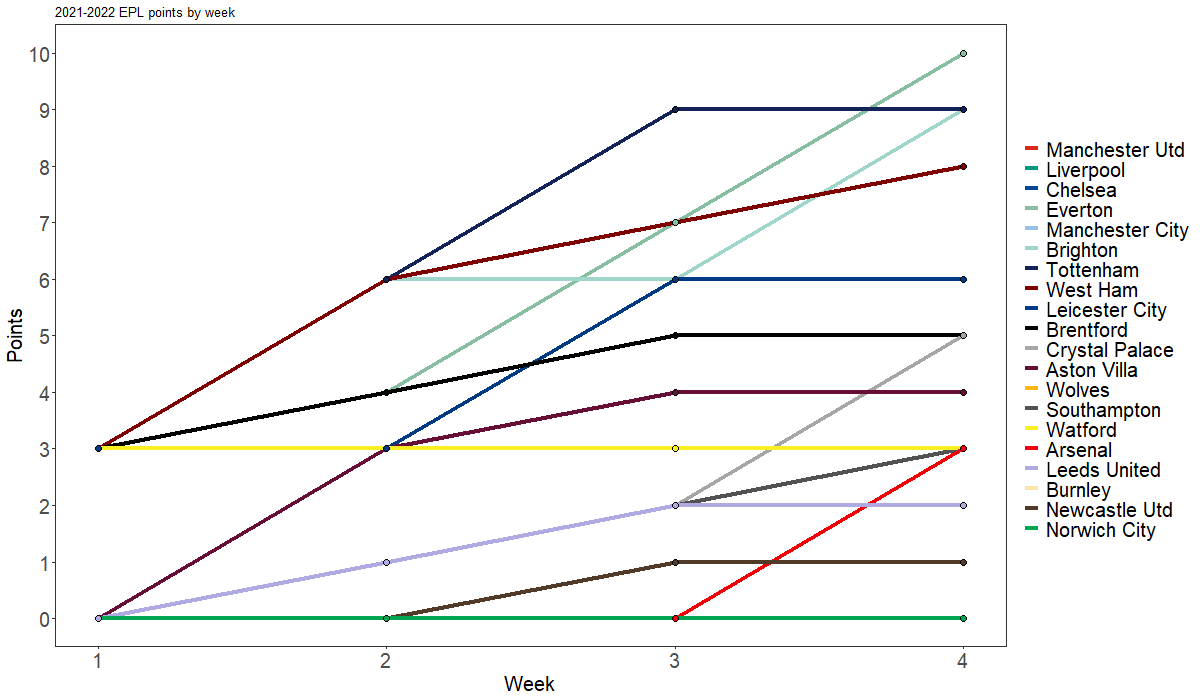 2021-2022 EPL points by week
10
9
8
7
6
5
4
3
2
1
0
Points
1 2 3 4
Week
Manchester Utd
Liverpool
Chelsea
Everton
Manchester City
Brighton
Tottenham
West Ham
Leicester City
Brentford
Crystal Palace
Aston Villa
Wolves
Southampton
Watford
Arsenal
Leeds United
Burnley
Newcastle Utd
Norwich City